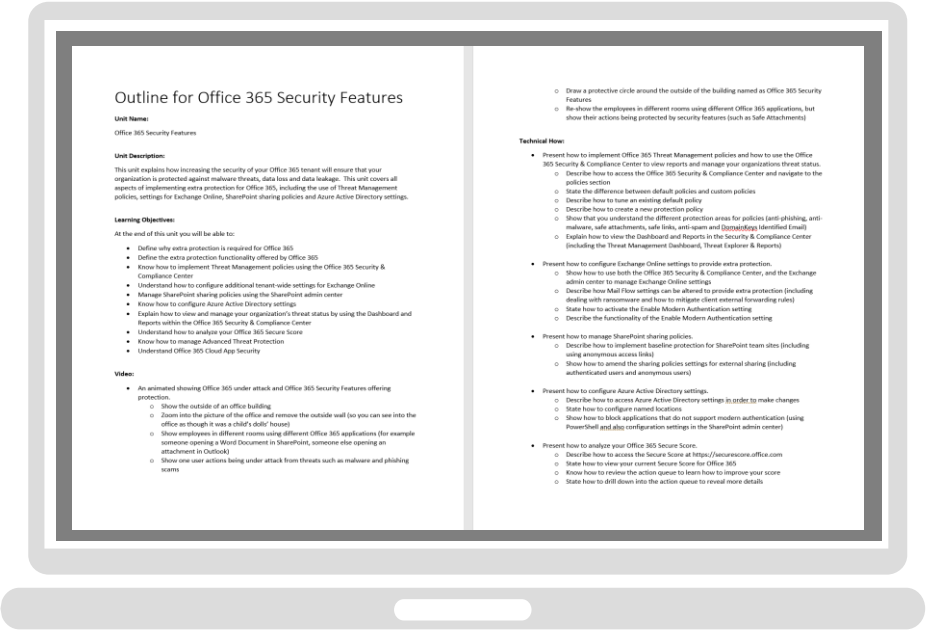 Outline for Office 365 Security Features
Unit Name:
Office 365 Security Features
Unit Description:
This unit explains how increasing the security of your Office 365 tenant will ensure that your
organization is protected against malware threats, data loss and data leakage. This unit covers all
aspects of implementing extra protection for Office 365, including the use of Threat Management
policies, settings for Exchange Online, SharePoint sharing policies and Azure Active Directory settings.
Learning Objectives:
At the end of this unit you will be able to:
• Define why extra protection is required for Office 365
• Define the extra protection functionality offered by Office 365
• Know how to implement Threat Management policies using the Office 365 Security &
Compliance Center
• Understand how to configure additional tenant-wide settings for Exchange Online
• Manage SharePoint sharing policies using the SharePoint admin center
• Know how to configure Azure Active Directory settings
• Explain how to view and manage your organization's threat status by using the Dashboard and
Reports within the Office 365 Security & Compliance Center
• Understand how to analyze your Office 365 Secure Score
• Know how to manage Advanced Threat Protection
• Understand Office 365 Cloud App Security
Video:
• An animated showing Office 365 under attack and Office 365 Security Features offering
protection.
o Show the outside of an office building
o Zoom into the picture of the office and remove the outside wall (so you can see into the
office as though it was a child's dolls' house)
o Show employees in different rooms using different Office 365 applications (for example
someone opening a Word Document in SharePoint, someone else opening an
attachment in Outlook)
o Show one user actions being under attack from threats such as malware and phishing
scams
o Draw a protective circle around the outside of the building named as Office 365 Security
Features
o Re-show the employees in different rooms using different Office 365 applications, but
show their actions being protected by security features (such as Safe Attachments)
Technical How:
• Present how to implement Office 365 Threat Management policies and how to use the Office
365 Security & Compliance Center to view reports and manage your organizations threat status.
o Describe how to access the Office 365 Security & Compliance Center and navigate to the
policies section
o State the difference between default policies and custom policies
o Describe how to tune an existing default policy
o Describe how to create a new protection policy
o Show that you understand the different protection areas for policies (anti-phishing, anti-
malware, safe attachments, safe links, anti-spam and DomainKeys Identified Email)
o Explain how to view the Dashboard and Reports in the Security & Compliance Center
(including the Threat Management Dashboard, Threat Explorer & Reports)
• Present how to configure Exchange Online settings to provide extra protection.
o Show how to use both the Office 365 Security & Compliance Center, and the Exchange
admin center to manage Exchange Online settings
o Describe how Mail Flow settings can be altered to provide extra protection (including
dealing with ransomware and how to mitigate client external forwarding rules)
o State how to activate the Enable Modern Authentication setting
o Describe the functionality of the Enable Modern Authentication setting
• Present how to manage SharePoint sharing policies.
o Describe how to implement baseline protection for SharePoint team sites (including
using anonymous access links)
o Show how to amend the sharing policies settings for external sharing (including
authenticated users and anonymous users)
• Present how to configure Azure Active Directory settings.
o Describe how to access Azure Active Directory settings in order to make changes
o State how to configure named locations
o Show how to block applications that do not support modern authentication (using
PowerShell and also configuration settings in the SharePoint admin center)
• Present how to analyze your Office 365 Secure Score.
o Describe how to access the Secure Score at https://securescore.office.com
o State how to view your current Secure Score for Office 365
o Know how to review the action queue to learn how to improve your score
o State how to drill down into the action queue to reveal more details